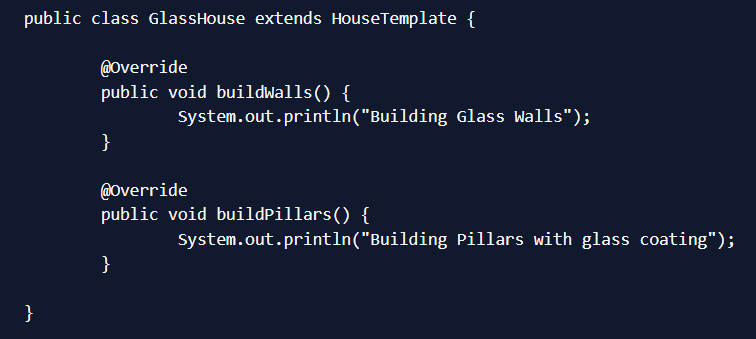 public class GlassHouse extends HouseTemplate {
@Override
public void buildWalls() {
System.out.println("Building Glass Walls");
}
@Override
public void buildPillars() {
System.out.println("Building Pillars with glass coating");
}
}